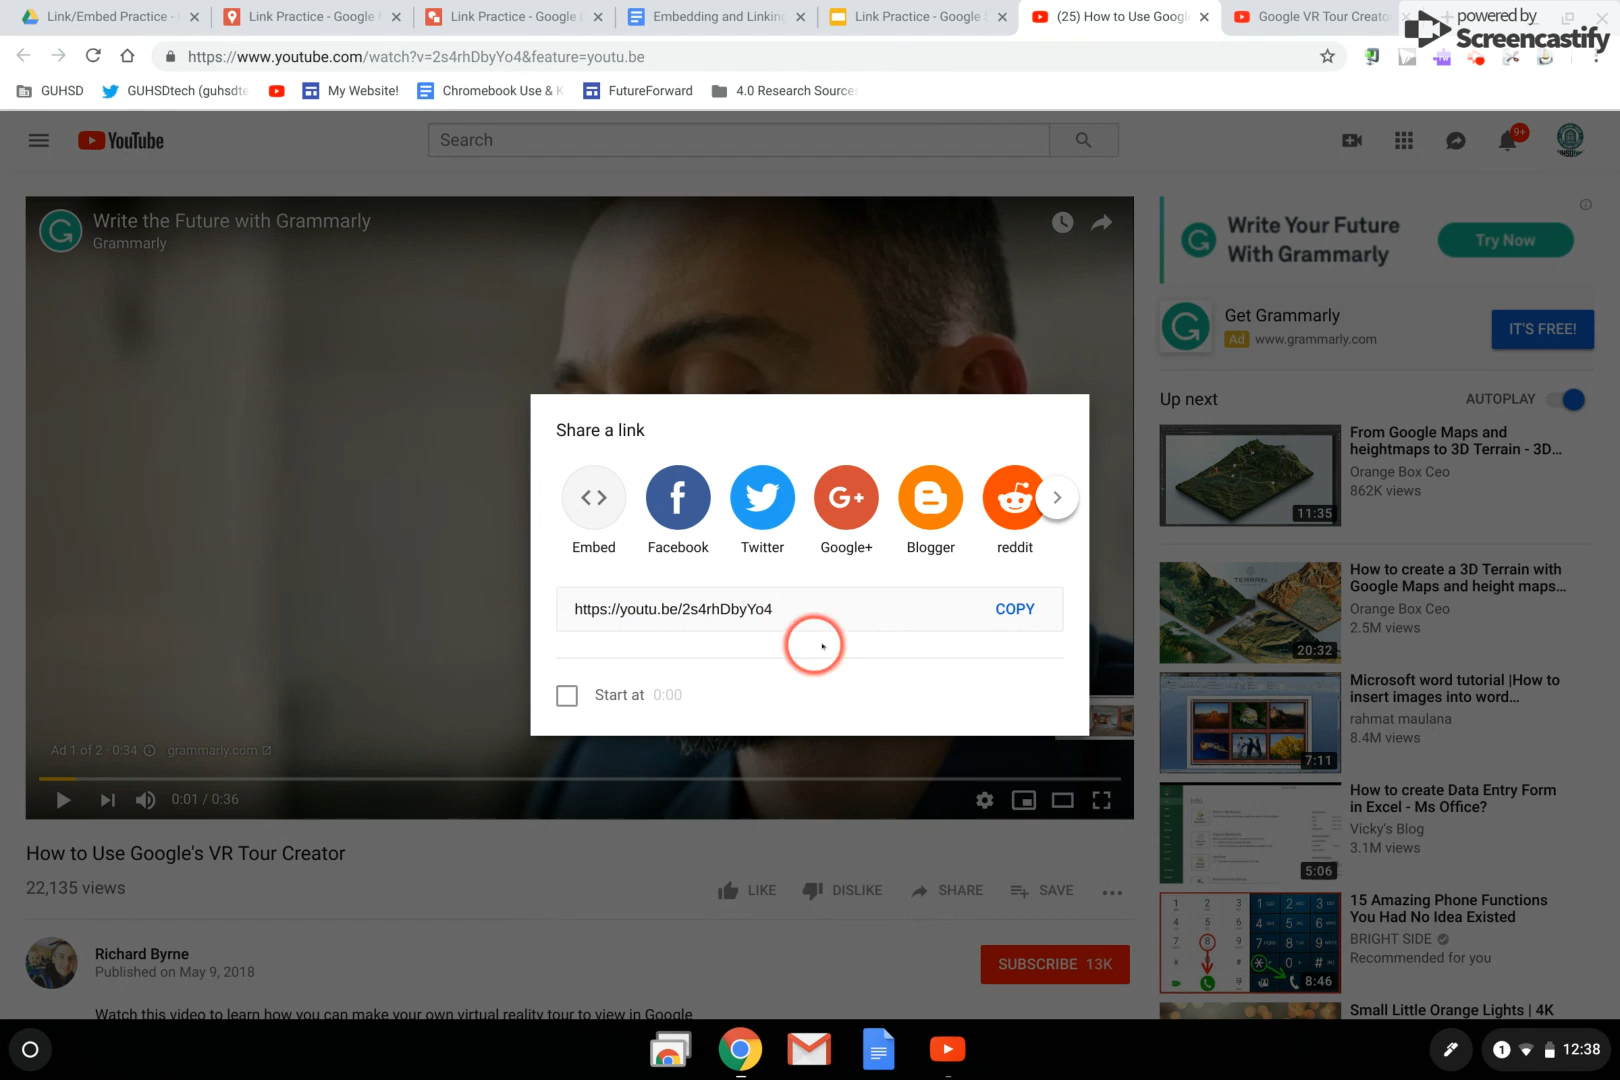 Link/Embed Practice -
Link Practice - Google
Link Practice - Google
Embedding and Linking
Link Practice - Google
(25) How to Use Googl
Google VR Tour Creato
powered by
Screencastify
https://www.youtube.com/watch?v=2s4rhDbyYo4&feature=youtu.be
GUHSD
GUHSDtech (guhsdte
My Website!
Chromebook Use & K
FutureForward
4.0 Research Sources
YouTube
Search
9+
Write the Future with Grammarly
Grammarly
Write Your Future
With Grammarly
Try Now
Get Grammarly
Ad www.grammarly.com
IT'S FREE!
Up next
AUTOPLAY
Share a link
Embed
Facebook
Twitter
Google+
Blogger
reddit
https://youtu.be/2s4rhDbyYo4
COPY
Start at 0:00
From Google Maps and
heightmaps to 3D Terrain - 3D...
Orange Box Ceo
862K views
11:35
How to create a 3D Terrain with
Google Maps and height maps...
Orange Box Ceo
2.5M views
20:32
Microsoft word tutorial |How to
insert images into word...
rahmat maulana
8.4M views
7:11
How to create Data Entry Form
in Excel - Ms Office?
Vicky's Blog
3.1M views
5:06
15 Amazing Phone Functions
You Had No Idea Existed
BRIGHT SIDE
Recommended for you
8:46
Small Little Orange Lights | 4K
Ad 1 of 2 · 0:34
grammarly.com
0:01 / 0:36
How to Use Google's VR Tour Creator
22,135 views
LIKE
DISLIKE
SHARE
SAVE
Richard Byrne
Published on May 9, 2018
SUBSCRIBE 13K
Watch this video to learn how you can make your own virtual reality tour to view in Google
1
12:38